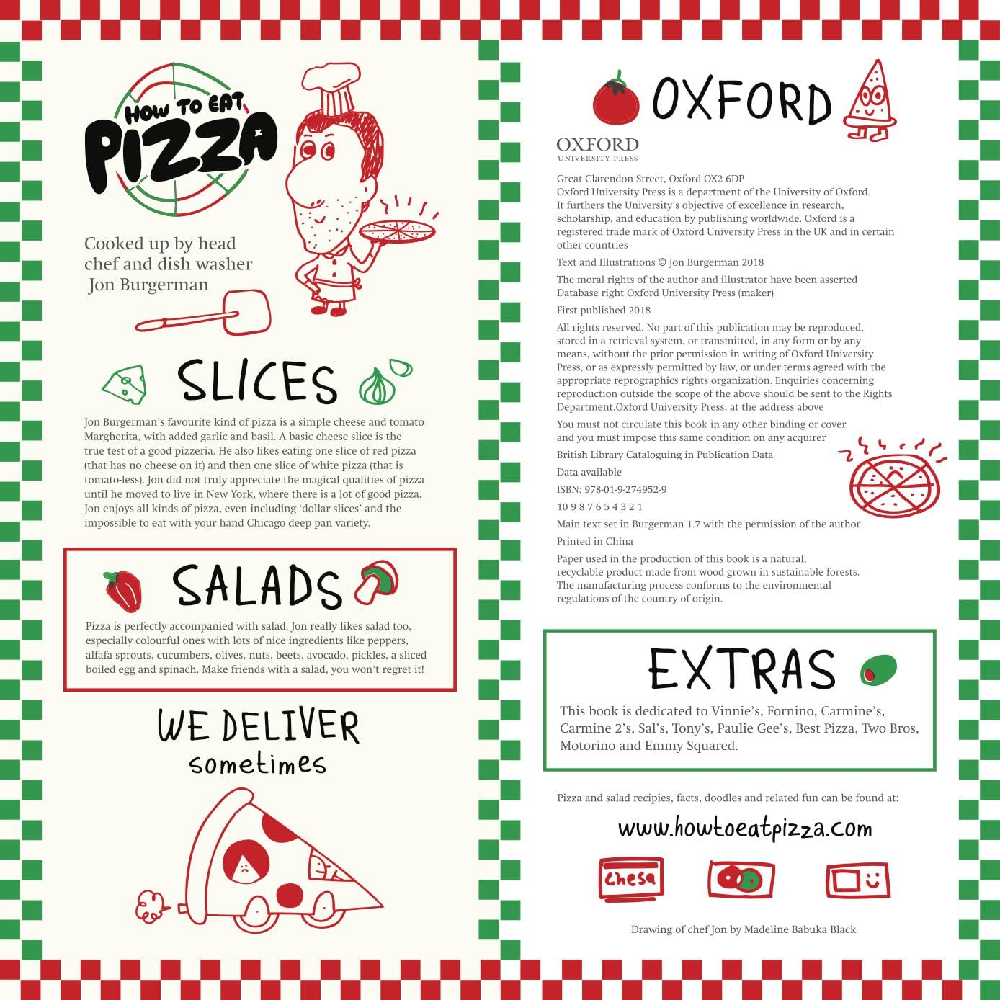 HOW TO EAT
PIZZA
Cooked up by head
chef and dish washer
Jon Burgerman
SLICES
Jon Burgerman's favourite kind of pizza is a simple cheese and tomato
Margherita, with added garlic and basil. A basic cheese slice is the
true test of a good pizzeria. He also likes eating one slice of red pizza
(that has no cheese on it) and then one slice of white pizza (that is
tomato-less). Jon did not truly appreciate the magical qualities of pizza
until he moved to live in New York, where there is a lot of good pizza.
Jon enjoys all kinds of pizza, even including 'dollar slices' and the
impossible to eat with your hand Chicago deep pan variety.
SALADS
Pizza is perfectly accompanied with salad. Jon really likes salad too,
especially colourful ones with lots of nice ingredients like peppers,
alfafa sprouts, cucumbers, olives, nuts, beets, avocado, pickles, a sliced
boiled egg and spinach. Make friends with a salad, you won't regret it!
WE DELIVER
sometimes
OXFORD
OXFORD
UNIVERSITY PRESS
Great Clarendon Street, Oxford OX2 6DP
Oxford University Press is a department of the University of Oxford.
It furthers the University's objective of excellence in research,
scholarship, and education by publishing worldwide. Oxford is a
registered trade mark of Oxford University Press in the UK and in certain
other countries
Text and Illustrations © Jon Burgerman 2018
The moral rights of the author and illustrator have been asserted
Database right Oxford University Press (maker)
First published 2018
All rights reserved. No part of this publication may be reproduced,
stored in a retrieval system, or transmitted, in any form or by any
means, without the prior permission in writing of Oxford University
Press, or as expressly permitted by law, or under terms agreed with the
appropriate reprographics rights organization. Enquiries concerning
reproduction outside the scope of the above should be sent to the Rights
Department,Oxford University Press, at the address above
You must not circulate this book in any other binding or cover
and you must impose this same condition on any acquirer
British Library Cataloguing in Publication Data
Data available
ISBN: 978-01-9-274952-9
10 9 8 7 6 5 4 3 2 1
Main text set in Burgerman 1.7 with the permission of the author
Printed in China
Paper used in the production of this book is a natural,
recyclable product made from wood grown in sustainable forests.
The manufacturing process conforms to the environmental
regulations of the country of origin.
EXTRAS
This book is dedicated to Vinnie's, Fornino, Carmine's,
Carmine 2's, Sal's, Tony's, Paulie Gee's, Best Pizza, Two Bros,
Motorino and Emmy Squared.
Pizza and salad recipies, facts, doodles and related fun can be found at:
www.howtoeatpizza.com
chesa
Drawing of chef Jon by Madeline Babuka Black